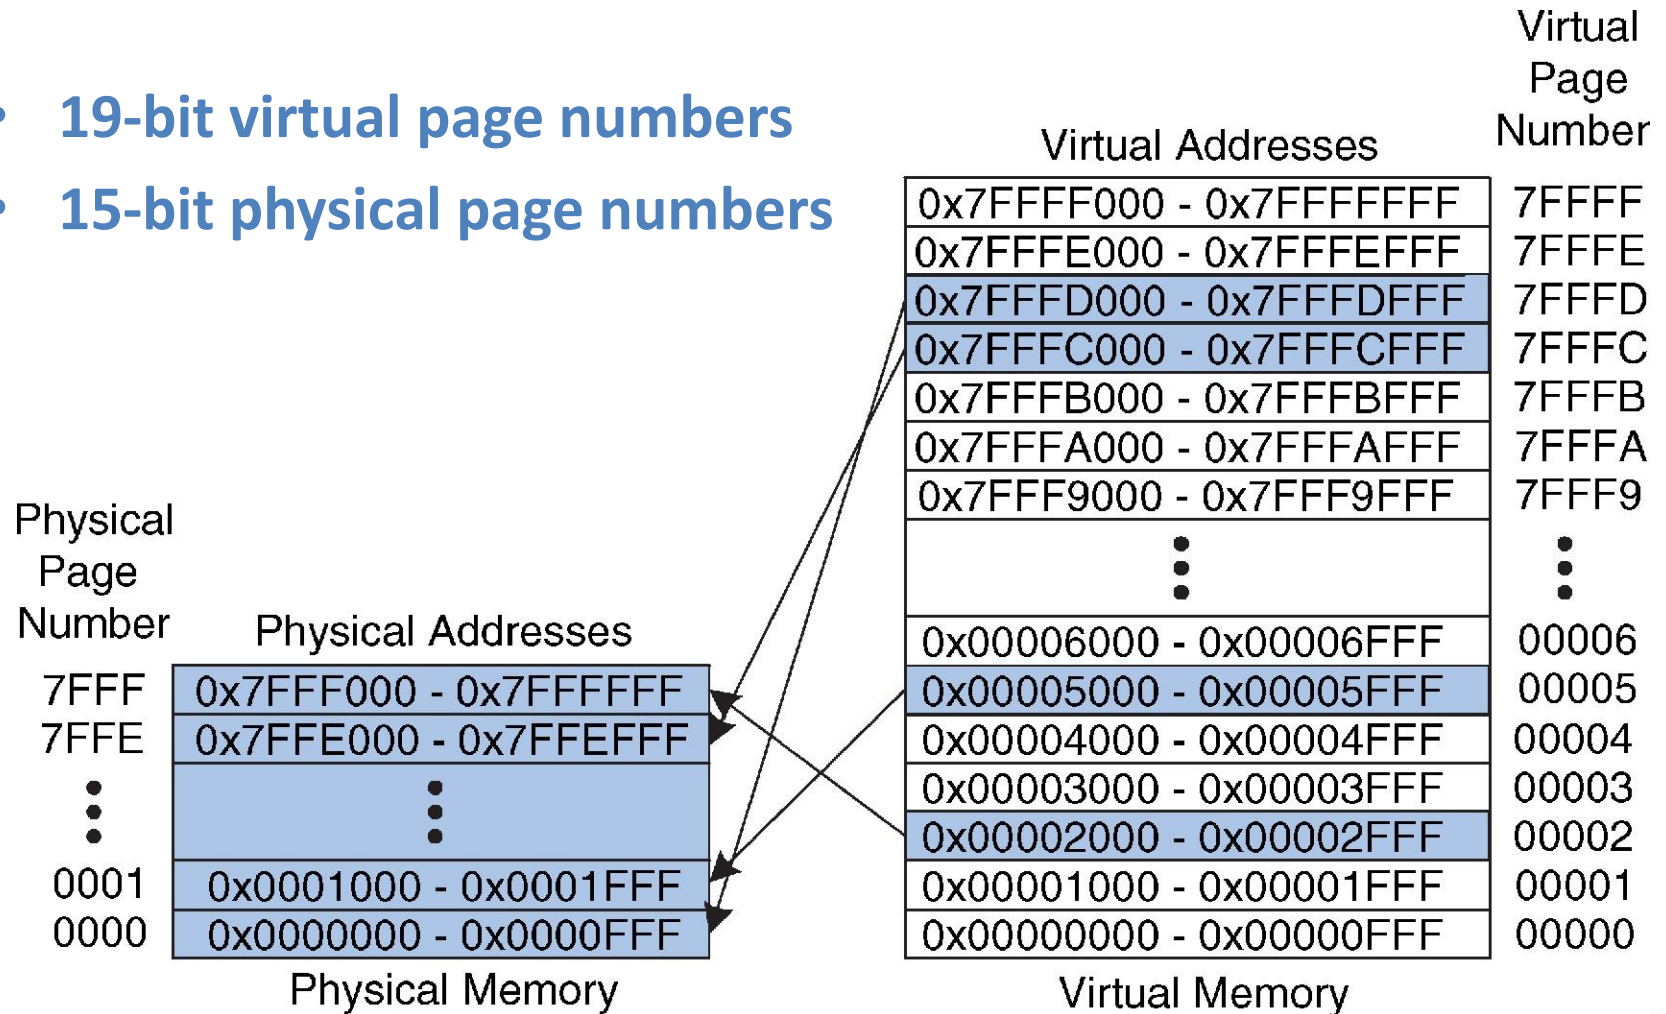 • 19-bit virtual page numbers
• 15-bit physical page numbers
Virtual
Page
Number
Virtual Addresses
0x7FFFF000 - 0x7FFFFFFF 7FFFF
0x7FFFE000 - 0x7FFFEFFF 7FFFE
0x7FFFD000 - 0x7FFFDFFF 7FFFD
0x7FFFC000 - 0x7FFFCFFF 7FFFC
0x7FFFB000 - 0x7FFFBFFF 7FFFB
0x7FFFA000 - 0x7FFFAFFF 7FFFA
0x7FFF9000 - 0x7FFF9FFF 7FFF9
0x00006000 - 0x00006FFF 00006
0x00005000 - 0x00005FFF 00005
0x00004000 - 0x00004FFF 00004
0x00003000 - 0x00003FFF 00003
0x00002000 - 0x00002FFF 00002
0x00001000 - 0x00001FFF 00001
0x00000000 - 0x00000FFF 00000
Virtual Memory
Physical
Page
Number
Physical Addresses
7FFF 0x7FFF000 - 0x7FFFFFF
7FFE 0x7FFE000 - 0x7FFEFFF
0001 0x0001000 - 0x0001FFF
0000 0x0000000 - 0x0000FFF
Physical Memory